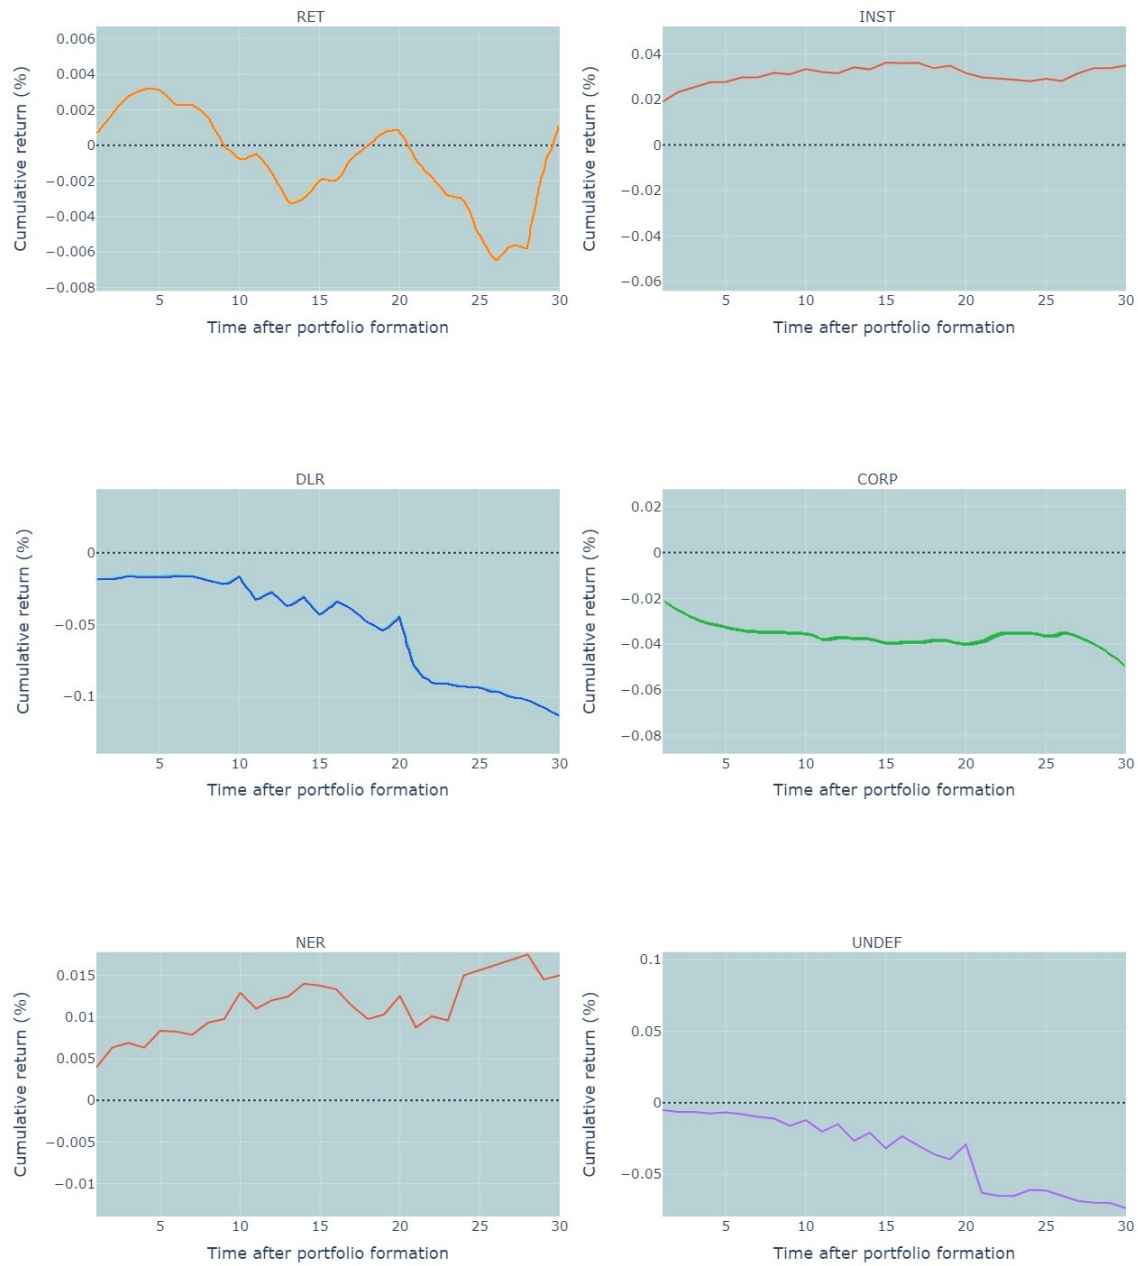 RET
Cumulative return (%)
0.006
0.004
0.002
0
−0.002
−0.004
−0.006
−0.008
5 10 15 20 25 30
Time after portfolio formation
INST
Cumulative return (%)
0.04
0.02
0
−0.02
−0.04
−0.06
5 10 15 20 25 30
Time after portfolio formation
DLR
Cumulative return (%)
0
−0.05
−0.1
5 10 15 20 25 30
Time after portfolio formation
CORP
Cumulative return (%)
0.02
0
−0.02
−0.04
−0.06
−0.08
5 10 15 20 25 30
Time after portfolio formation
NER
Cumulative return (%)
0.015
0.01
0.005
0
−0.005
−0.01
5 10 15 20 25 30
Time after portfolio formation
UNDEF
Cumulative return (%)
0.1
0.05
0
−0.05
5 10 15 20 25 30
Time after portfolio formation